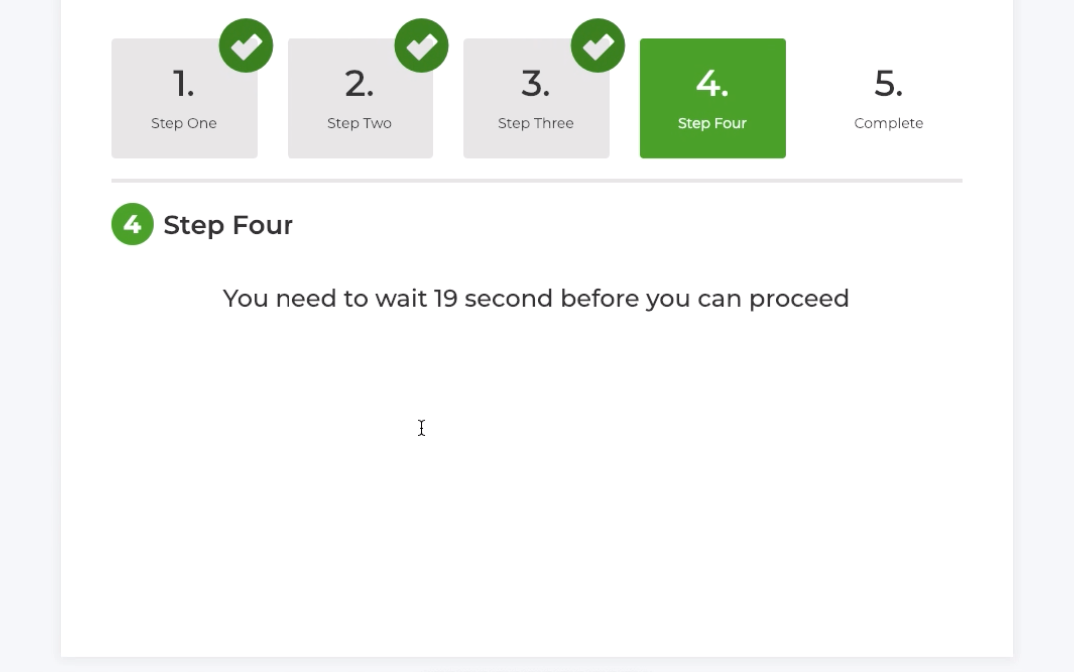 1. 2. 3. 4. 5.
Step One Step Two Step Three Step Four Complete
4 Step Four
You need to wait 19 second before you can proceed